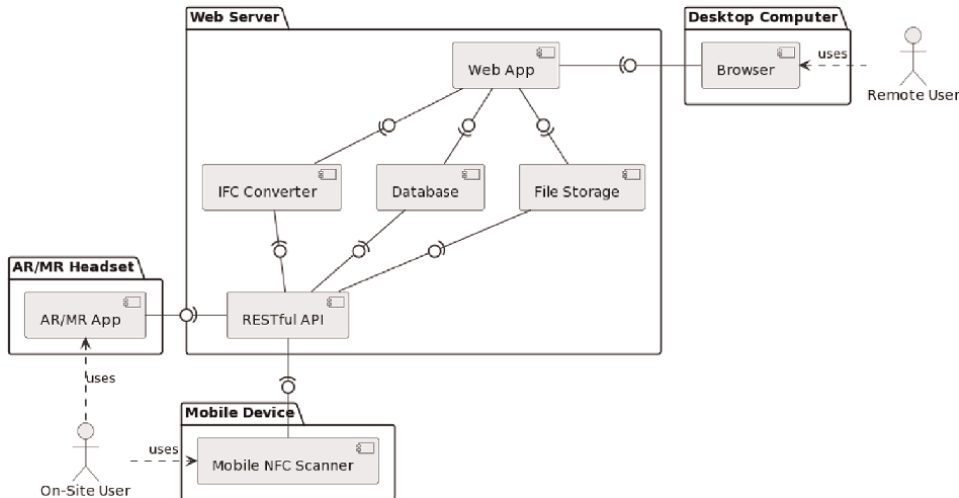 Web Server
Desktop Computer
Web App
Browser
uses
Remote User
IFC Converter
Database
File Storage
AR/MR Headset
AR/MR App
RESTful API
uses
Mobile Device
uses
Mobile NFC Scanner
On-Site User